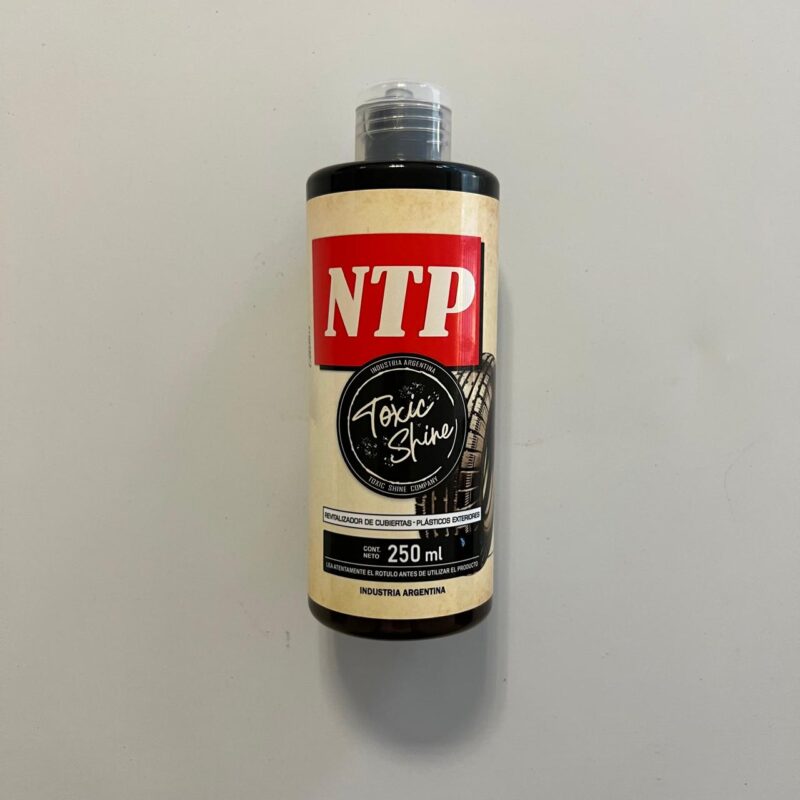 NTP
INDUSTRIA ARGENTINA
Toxic
Shine
TOXIC SHINE COMPANY
REVITALIZADOR DE CUBIERTAS - PLÁSTICOS EXTERIORES
CONT. NETO 250 ml
LEA ATENTAMENTE EL ROTULO ANTES DE UTILIZAR EL PRODUCTO
INDUSTRIA ARGENTINA